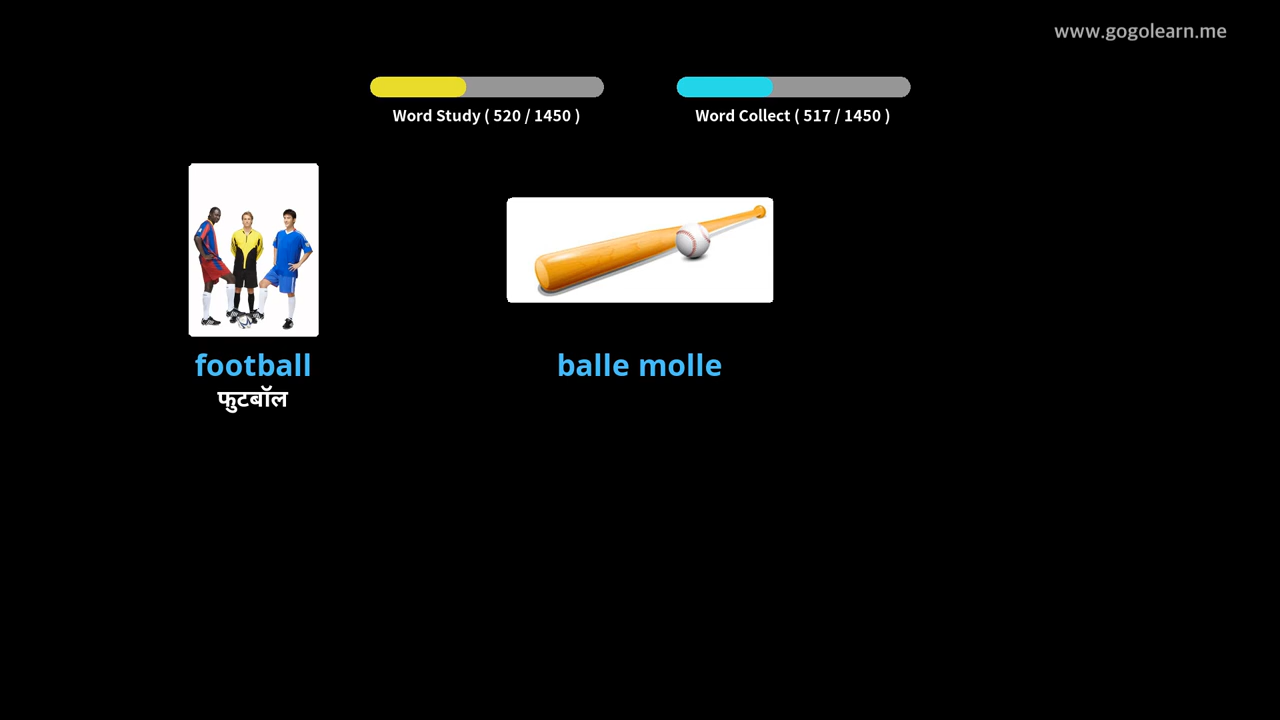 www.gogolearn.me
Word Study ( 520 / 1450 )
Word Collect ( 517 / 1450 )
football
फुटबॉल
balle molle